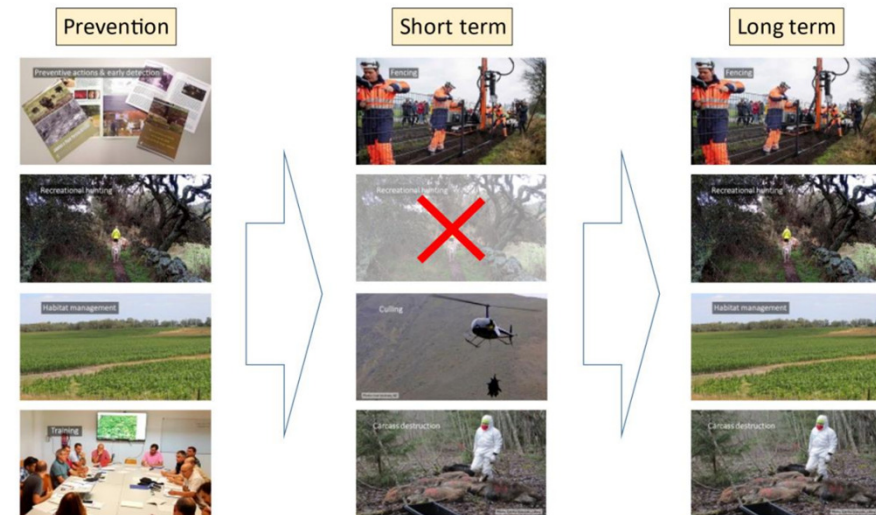 Prevention
Short term
Long term
Preventive actions & early detection
Fencing
Fencing
Recreational hunting
Recreational hunting
Recreational hunting
Habitat management
Culling
Habitat management
Training
Carcass destruction
Carcass destruction